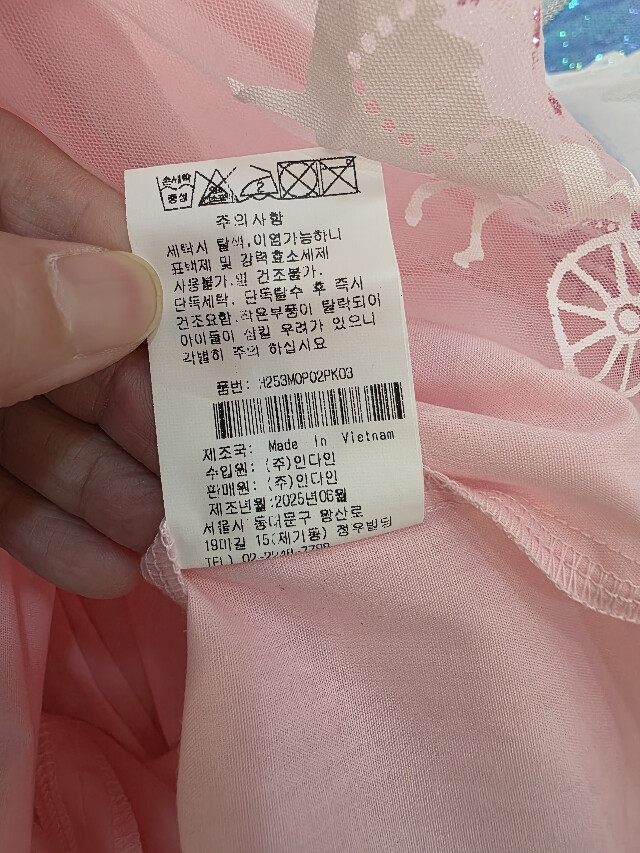 손세탁
중성
주의사항
세탁시 탈색,이염가능하니
표백제 및 강력효소세제
사용불가.열 건조불가.
단독세탁, 단독탈수 후 즉시
건조요함.작은부품이 탈락되어
아이들이 삼킬 우려가 있으니
각별히 주의 하십시요
품번: H253MOP02PK03
제조국: Made in Vietnam
수입원: (주)인다인
판매원: (주)인다인
제조년월:2025년06월
서울시 동대문구 왕산로
19마길 15(제기동) 정우빌딩
TEL)